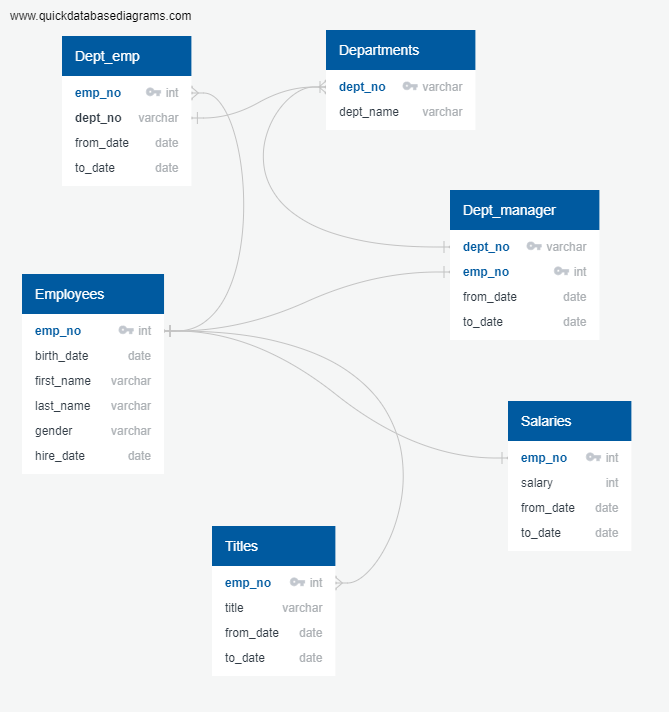 www.quickdatabasediagrams.com
Dept_emp
emp_no int
dept_no varchar
from_date date
to_date date
Departments
dept_no varchar
dept_name varchar
Dept_manager
dept_no varchar
emp_no int
from_date date
to_date date
Employees
emp_no int
birth_date date
first_name varchar
last_name varchar
gender varchar
hire_date date
Salaries
emp_no int
salary int
from_date date
to_date date
Titles
emp_no int
title varchar
from_date date
to_date date